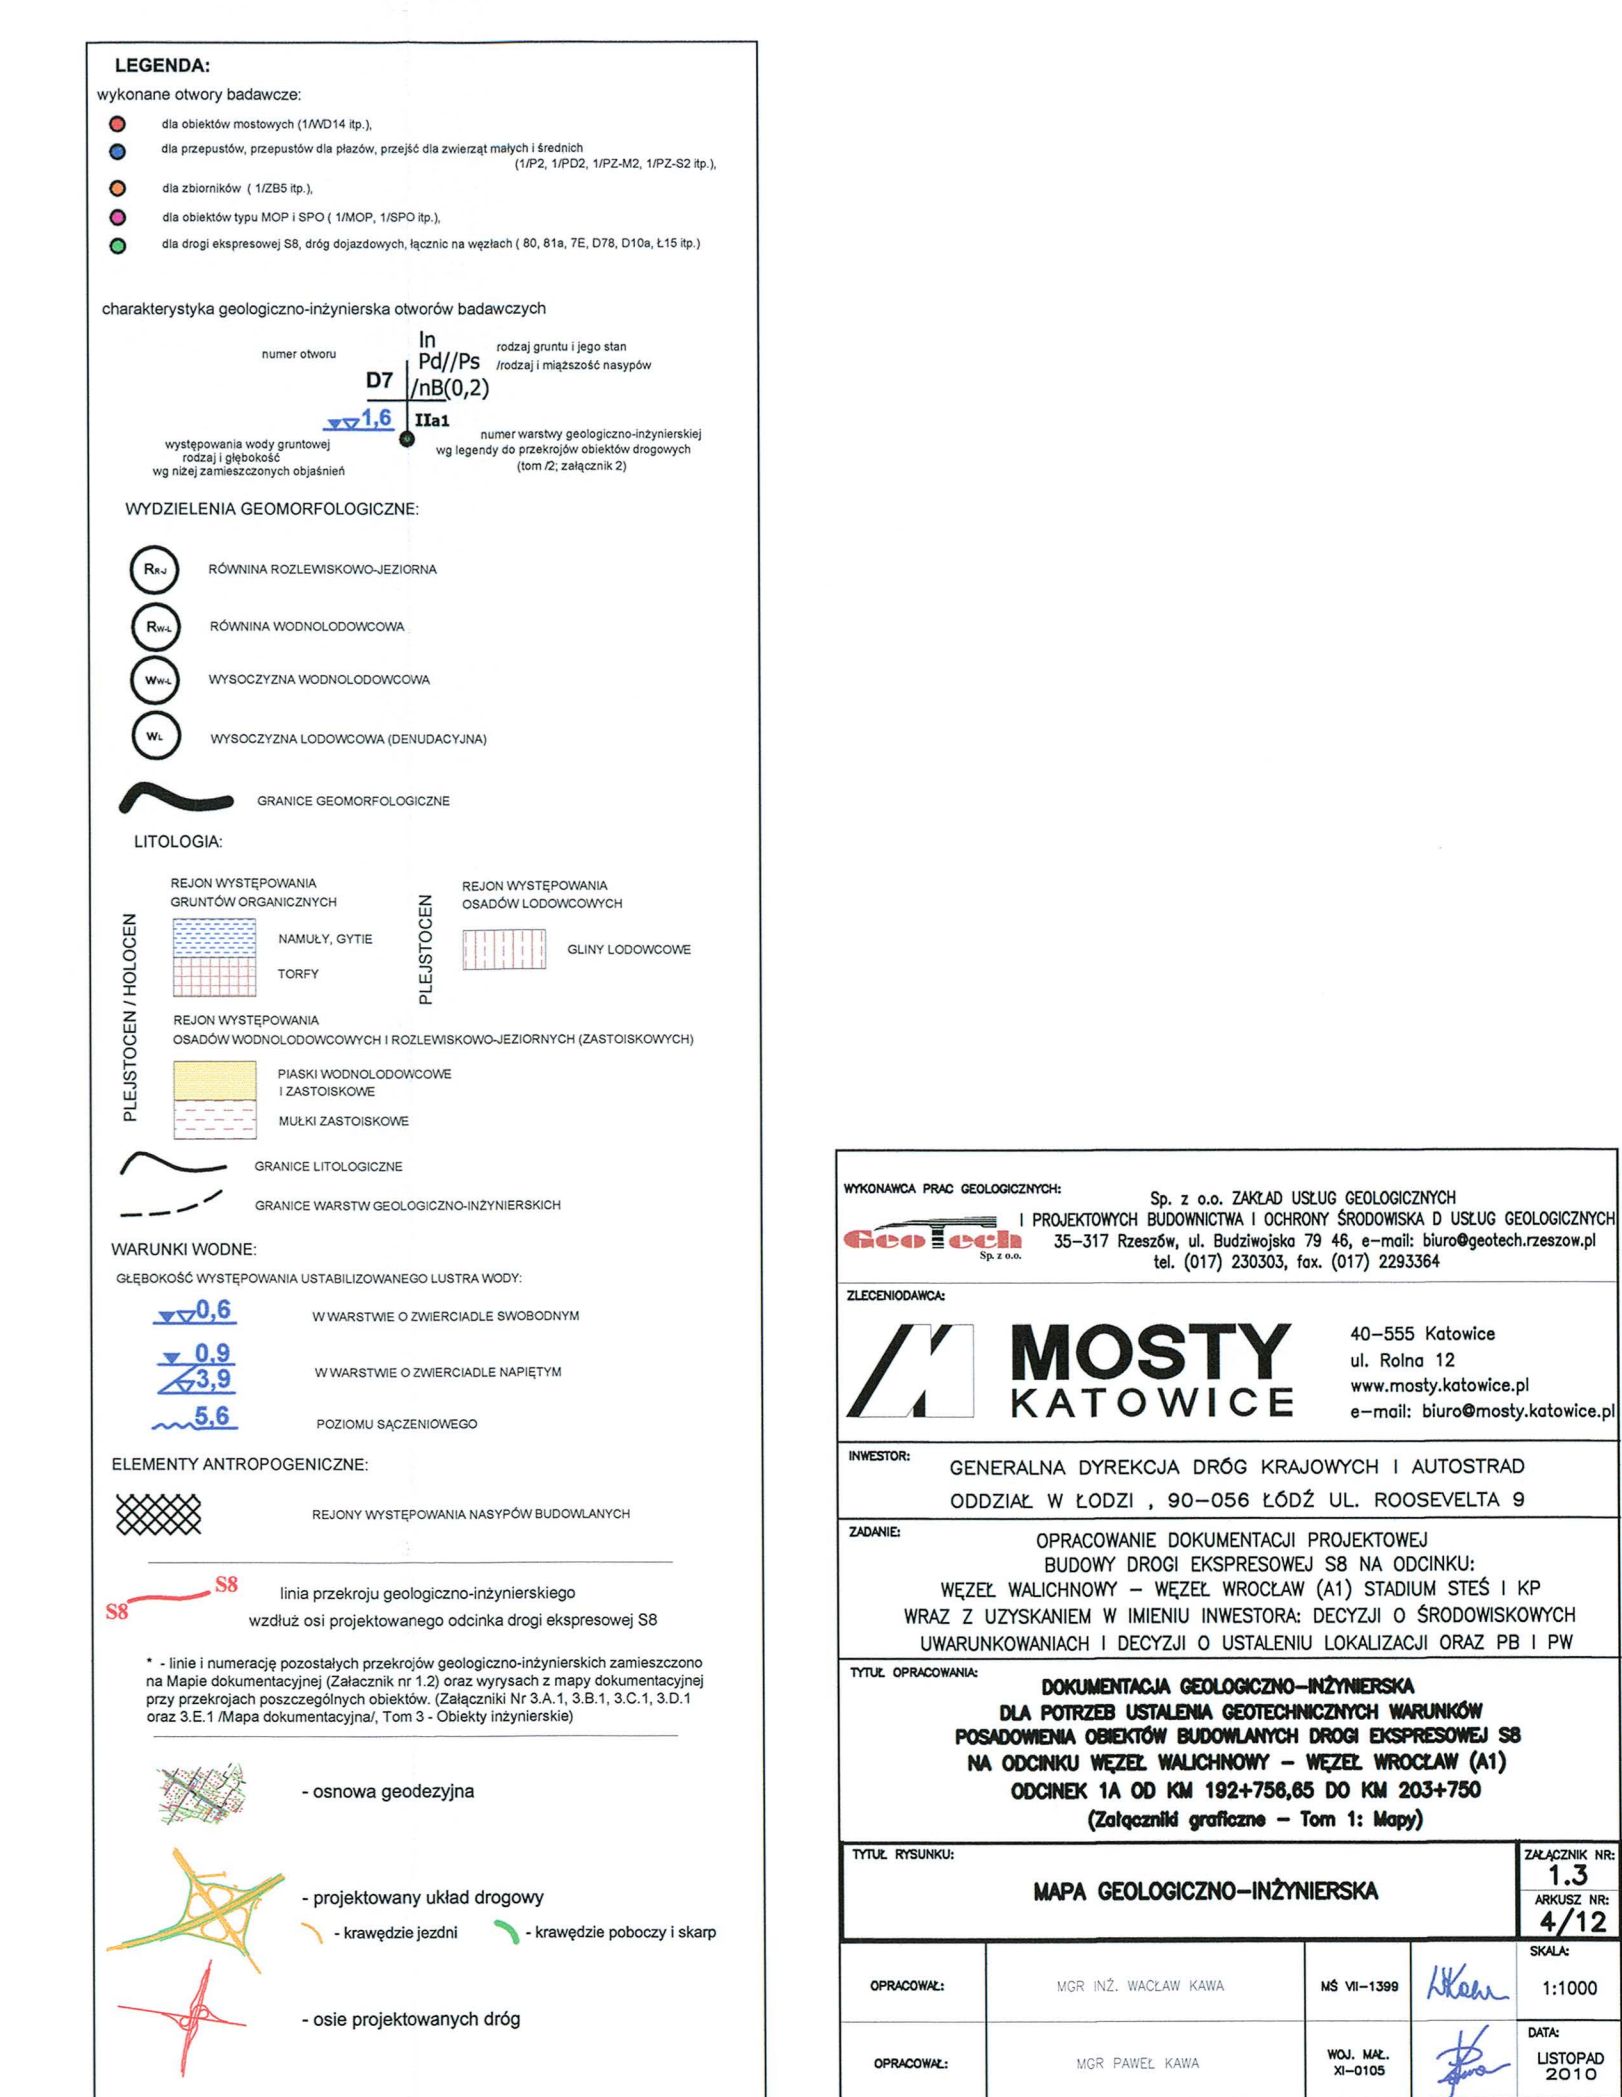 LEGENDA:
wykonane otwory badawcze:
dla obiektów mostowych (1/WD14 itp.),
dla przepustów, przepustów dla płazów, przejść dla zwierząt małych i średnich
(1/P2, 1/PD2, 1/PZ-M2, 1/PZ-S2 itp.),
dla zbiorników ( 1/ZB5 itp.),
dla obiektów typu MOP i SPO ( 1/MOP, 1/SPO itp.),
dla drogi ekspresowej S8, dróg dojazdowych, łącznic na węzłach ( 80, 81a, 7E, D78, D10a, Ł15 itp.)
charakterystyka geologiczno-inżynierska otworów badawczych
numer otworu
In
Pd//Ps
/nB(0,2)
rodzaj gruntu i jego stan
/rodzaj i miąższość nasypów
D7
1,6
IIa1
występowania wody gruntowej
rodzaj i głębokość
wg niżej zamieszczonych objaśnień
numer warstwy geologiczno-inżynierskiej
wg legendy do przekrojów obiektów drogowych
(tom /2; załącznik 2)
WYDZIELENIA GEOMORFOLOGICZNE:
RR-J RÓWNINA ROZLEWISKOWO-JEZIORNA
RW-L RÓWNINA WODNOLODOWCOWA
WW-L WYSOCZYZNA WODNOLODOWCOWA
WL WYSOCZYZNA LODOWCOWA (DENUDACYJNA)
GRANICE GEOMORFOLOGICZNE
LITOLOGIA:
PLEJSTOCEN / HOLOCEN
REJON WYSTĘPOWANIA
GRUNTÓW ORGANICZNYCH
NAMUŁY, GYTIE
TORFY
PLEJSTOCEN
REJON WYSTĘPOWANIA
OSADÓW LODOWCOWYCH
GLINY LODOWCOWE
REJON WYSTĘPOWANIA
OSADÓW WODNOLODOWCOWYCH I ROZLEWISKOWO-JEZIORNYCH (ZASTOISKOWYCH)
PIASKI WODNOLODOWCOWE
I ZASTOISKOWE
MUŁKI ZASTOISKOWE
GRANICE LITOLOGICZNE
GRANICE WARSTW GEOLOGICZNO-INŻYNIERSKICH
WARUNKI WODNE:
GŁĘBOKOŚĆ WYSTĘPOWANIA USTABILIZOWANEGO LUSTRA WODY:
0,6 W WARSTWIE O ZWIERCIADLE SWOBODNYM
0,9
3,9
W WARSTWIE O ZWIERCIADLE NAPIĘTYM
5,6 POZIOMU SĄCZENIOWEGO
ELEMENTY ANTROPOGENICZNE:
REJONY WYSTĘPOWANIA NASYPÓW BUDOWLANYCH
S8
S8
linia przekroju geologiczno-inżynierskiego
wzdłuż osi projektowanego odcinka drogi ekspresowej S8
* - linie i numerację pozostałych przekrojów geologiczno-inżynierskich zamieszczono
na Mapie dokumentacyjnej (Załacznik nr 1.2) oraz wyrysach z mapy dokumentacyjnej
przy przekrojach poszczególnych obiektów. (Załączniki Nr 3.A.1, 3.B.1, 3.C.1, 3.D.1
oraz 3.E.1 /Mapa dokumentacyjna/, Tom 3 - Obiekty inżynierskie)
- osnowa geodezyjna
- projektowany układ drogowy
- krawędzie jezdni - krawędzie poboczy i skarp
- osie projektowanych dróg
WYKONAWCA PRAC GEOLOGICZNYCH:
GeoTech
Sp. z o.o.
Sp. z o.o. ZAKŁAD USŁUG GEOLOGICZNYCH
I PROJEKTOWYCH BUDOWNICTWA I OCHRONY ŚRODOWISKA D USŁUG GEOLOGICZNYCH
35-317 Rzeszów, ul. Budziwojska 79 46, e-mail: biuro@geotech.rzeszow.pl
tel. (017) 230303, fax. (017) 2293364
ZLECENIODAWCA:
MOSTY
KATOWICE
40-555 Katowice
ul. Rolna 12
www.mosty.katowice.pl
e-mail: biuro@mosty.katowice.pl
INWESTOR:
GENERALNA DYREKCJA DRÓG KRAJOWYCH I AUTOSTRAD
ODDZIAŁ W ŁODZI , 90-056 ŁÓDŹ UL. ROOSEVELTA 9
ZADANIE:
OPRACOWANIE DOKUMENTACJI PROJEKTOWEJ
BUDOWY DROGI EKSPRESOWEJ S8 NA ODCINKU:
WĘZEŁ WALICHNOWY - WĘZEŁ WROCŁAW (A1) STADIUM STEŚ I KP
WRAZ Z UZYSKANIEM W IMIENIU INWESTORA: DECYZJI O ŚRODOWISKOWYCH
UWARUNKOWANIACH I DECYZJI O USTALENIU LOKALIZACJI ORAZ PB I PW
TYTUŁ OPRACOWANIA:
DOKUMENTACJA GEOLOGICZNO-INŻYNIERSKA
DLA POTRZEB USTALENIA GEOTECHNICZNYCH WARUNKÓW
POSADOWIENIA OBIEKTÓW BUDOWLANYCH DROGI EKSPRESOWEJ S8
NA ODCINKU WĘZEŁ WALICHNOWY - WĘZEŁ WROCŁAW (A1)
ODCINEK 1A OD KM 192+756,65 DO KM 203+750
(Załączniki graficzne - Tom 1: Mapy)
TYTUŁ RYSUNKU:
MAPA GEOLOGICZNO-INŻYNIERSKA
ZAŁĄCZNIK NR:
1.3
ARKUSZ NR:
4/12
OPRACOWAŁ: MGR INŻ. WACŁAW KAWA MŚ VII-1399
SKALA:
1:1000
OPRACOWAŁ: MGR PAWEŁ KAWA
WOJ. MAŁ.
XI-0105
DATA:
LISTOPAD
2010